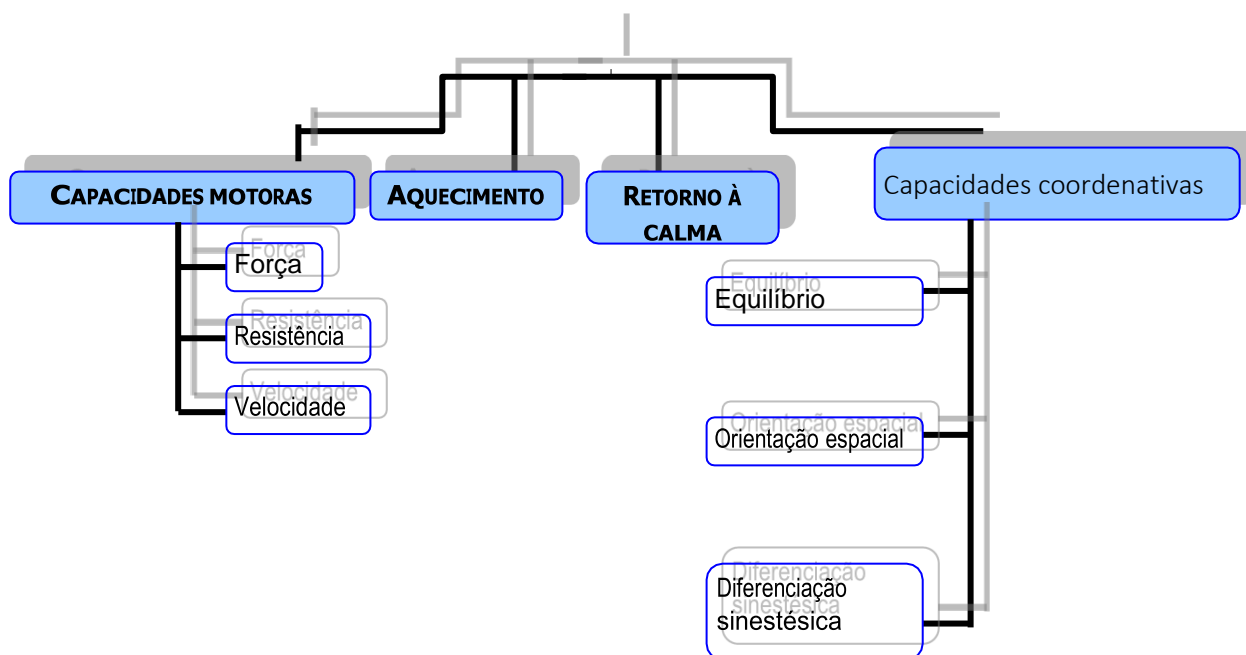 CAPACIDADES MOTORAS
AQUECIMENTO
RETORNO À
CALMA
Capacidades coordenativas
Força
Resistência
Velocidade
Equilíbrio
Orientação espacial
Diferenciação
sinestésica